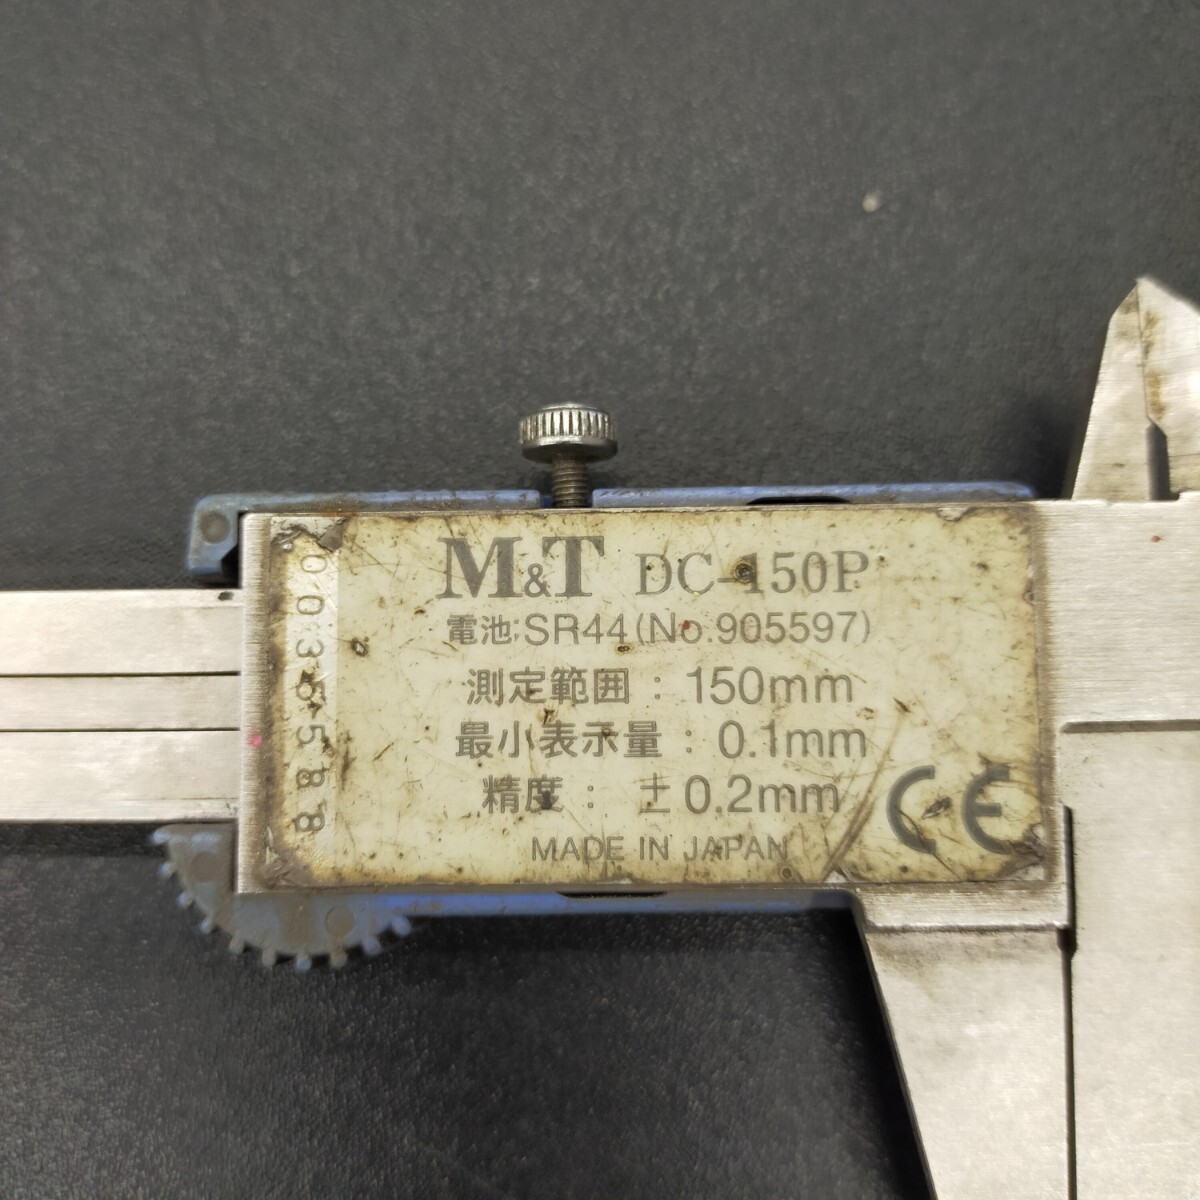 M&T DC-150P
電池:SR44(No.905597)
測定範囲: 150mm
最小表示量: 0.1mm
精度: ±0.2mm
MADE IN JAPAN
CE
0035588